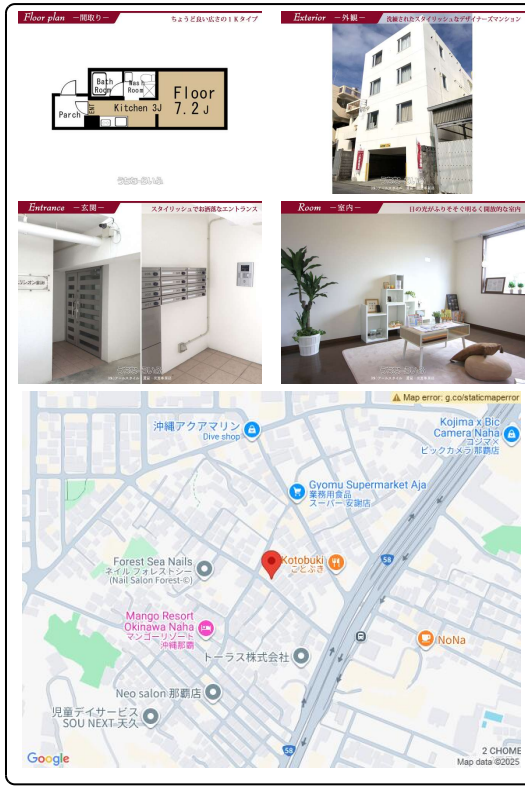 Floor plan －間取り－
ちょうど良い広さの１Ｋタイプ
Bath
Room
Wash
Room
Floor
7.2J
Kitchen 3J
ENT
Parch
Exterior －外観－
洗練されたスタイリッシュなデザイナーズマンション
Entrance －玄関－
スタイリッシュでお洒落なエントランス
Room －室内－
日の光がふりそそぐ明るく開放的な室内
Map error: g.co/staticmaperror
沖縄アクアマリン
Dive shop
Kojima x Bic
Camera Naha
コジマ×
ビックカメラ 那覇店
Gyomu Supermarket Aja
業務用食品
スーパー 安謝店
58
Forest Sea Nails
ネイル フォレストシー
(Nail Salon Forest-©)
Kotobuki
ことぶき
Mango Resort
Okinawa Naha
マンゴーリゾート
沖縄那覇
NoNa
トーラス株式会社
Neo salon 那覇店
児童デイサービス
SOU NEXT 天久
58
2 CHOME
Google
Map data ©2025